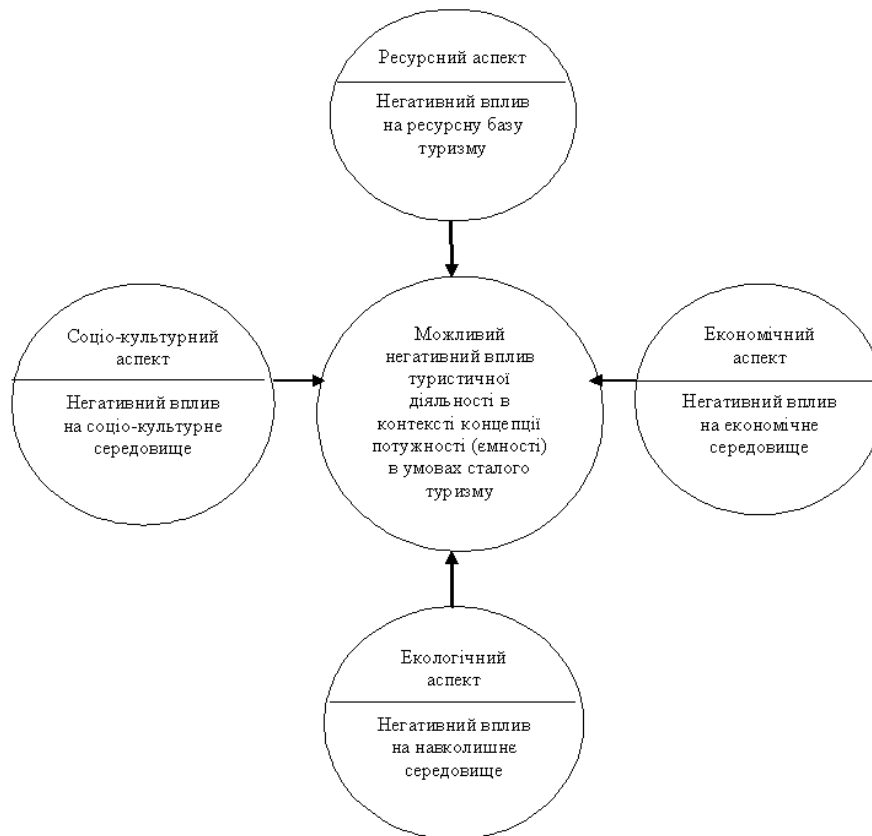 Ресурсний аспект
Негативний вплив
на ресурсну базу
туризму
Соціо-культурний
аспект
Негативний вплив
на соціо-культурне
середовище
Можливий
негативний вплив
туристичної
діяльності в
контексті концепції
потужності (ємності)
в умовах сталого
туризму
Економічний
аспект
Негативний вплив
на економічне
середовище
Екологічний
аспект
Негативний вплив
на навколишнє
середовище